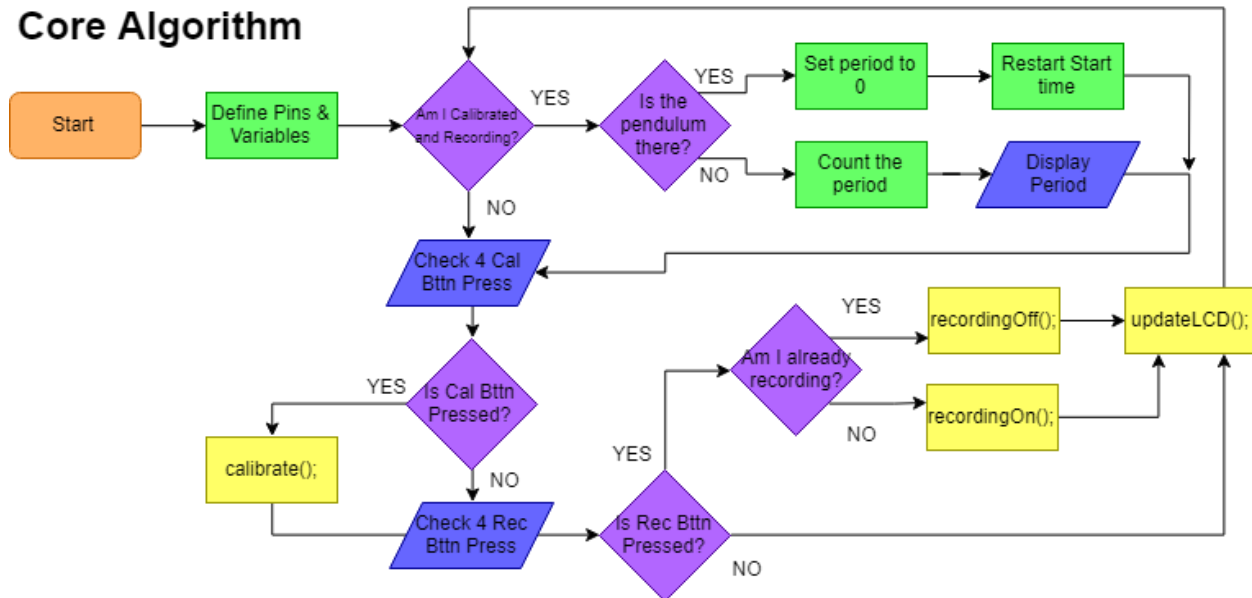 Core Algorithm
Start
Define Pins &
Variables
Am I Calibrated
and Recording?
YES
NO
Is the
pendulum
there?
YES
Set period to
0
Restart Start
time
NO
Count the
period
Display
Period
Check 4 Cal
Bttn Press
Is Cal Bttn
Pressed?
YES
calibrate();
NO
Check 4 Rec
Bttn Press
Is Rec Bttn
Pressed?
YES
NO
Am I already
recording?
YES
recordingOff();
NO
recordingOn();
updateLCD();